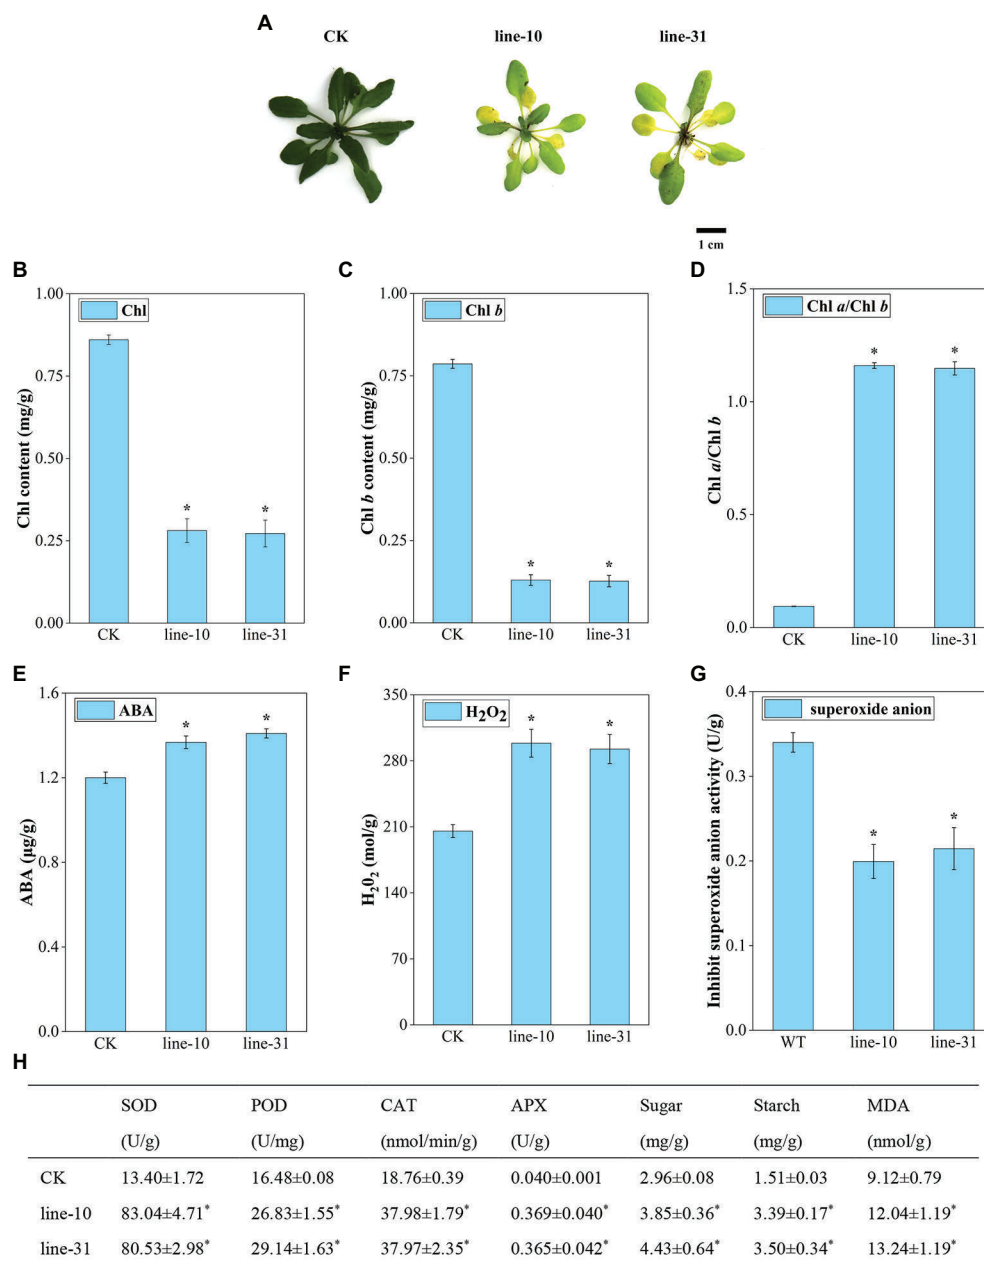 A
CK line-10 line-31
1 cm
B
Chl
Chl content (mg/g)
1.00
0.75
0.50
0.25
0.00
* *
CK line-10 line-31
C
Chl b
Chl b content (mg/g)
1.00
0.75
0.50
0.25
0.00
* *
CK line-10 line-31
D
Chl a/Chl b
Chl a/Chl b
1.5
1.0
0.5
0.0
* *
CK line-10 line-31
E
ABA
ABA (μg/g)
1.6
1.2
0.8
0.4
0.0
* *
CK line-10 line-31
F
H₂O₂
H₂0₂ (mol/g)
350
280
210
140
70
0
* *
CK line-10 line-31
G
superoxide anion
Inhibit superoxide anion activity (U/g)
0.4
0.3
0.2
0.1
0.0
* *
WT line-10 line-31
H
SOD POD CAT APX Sugar Starch MDA
(U/g) (U/mg) (nmol/min/g) (U/g) (mg/g) (mg/g) (nmol/g)
CK 13.40±1.72 16.48±0.08 18.76±0.39 0.040±0.001 2.96±0.08 1.51±0.03 9.12±0.79
line-10 83.04±4.71* 26.83±1.55* 37.98±1.79* 0.369±0.040* 3.85±0.36* 3.39±0.17* 12.04±1.19*
line-31 80.53±2.98* 29.14±1.63* 37.97±2.35* 0.365±0.042* 4.43±0.64* 3.50±0.34* 13.24±1.19*